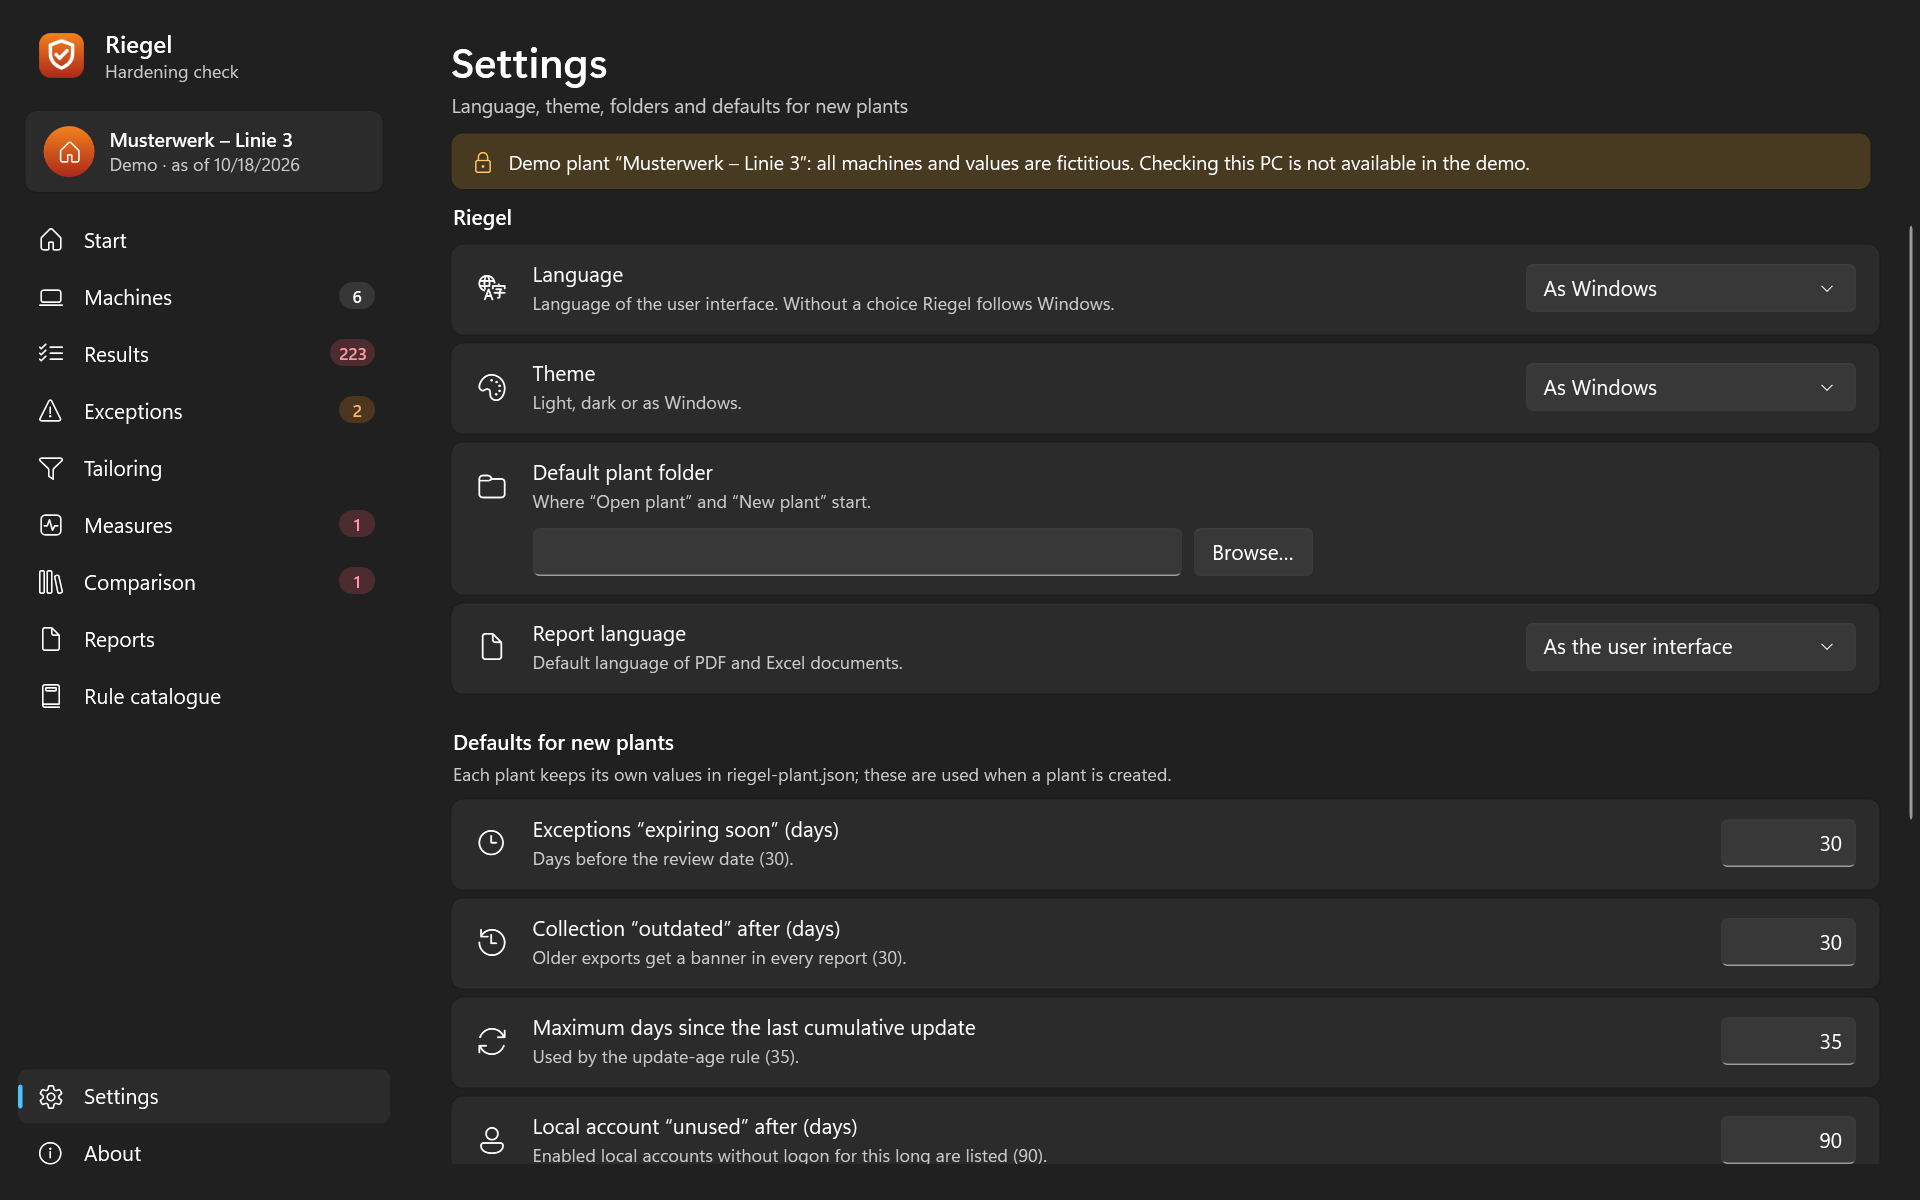 Riegel
Hardening check
Musterwerk – Linie 3
Demo · as of 10/18/2026
Start
Machines
6
Results
223
Exceptions
2
Tailoring
Measures
1
Comparison
1
Reports
Rule catalogue
Settings
About
Settings
Language, theme, folders and defaults for new plants
Demo plant “Musterwerk – Linie 3”: all machines and values are fictitious. Checking this PC is not available in the demo.
Riegel
Language
Language of the user interface. Without a choice Riegel follows Windows.
As Windows
Theme
Light, dark or as Windows.
As Windows
Default plant folder
Where “Open plant” and “New plant” start.
Browse...
Report language
Default language of PDF and Excel documents.
As the user interface
Defaults for new plants
Each plant keeps its own values in riegel-plant.json; these are used when a plant is created.
Exceptions “expiring soon” (days)
Days before the review date (30).
30
Collection “outdated” after (days)
Older exports get a banner in every report (30).
30
Maximum days since the last cumulative update
Used by the update-age rule (35).
35
Local account “unused” after (days)
Enabled local accounts without logon for this long are listed (90).
90